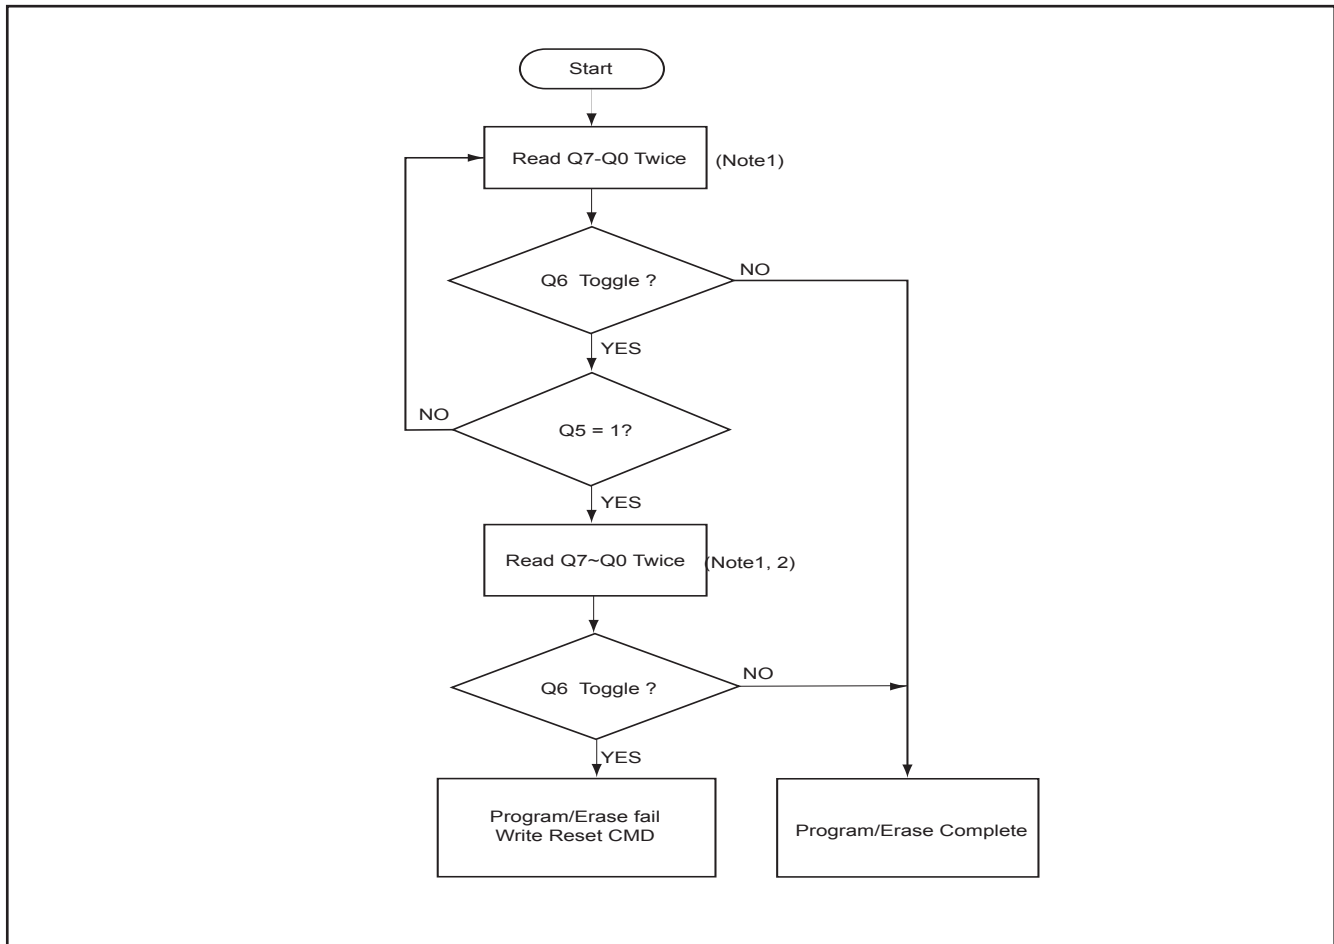 Start
Read Q7-Q0 Twice
(Note1)
Q6 Toggle ?
NO
YES
Q5 = 1?
NO
YES
Read Q7~Q0 Twice
(Note1, 2)
Q6 Toggle ?
NO
YES
Program/Erase fail
Write Reset CMD
Program/Erase Complete